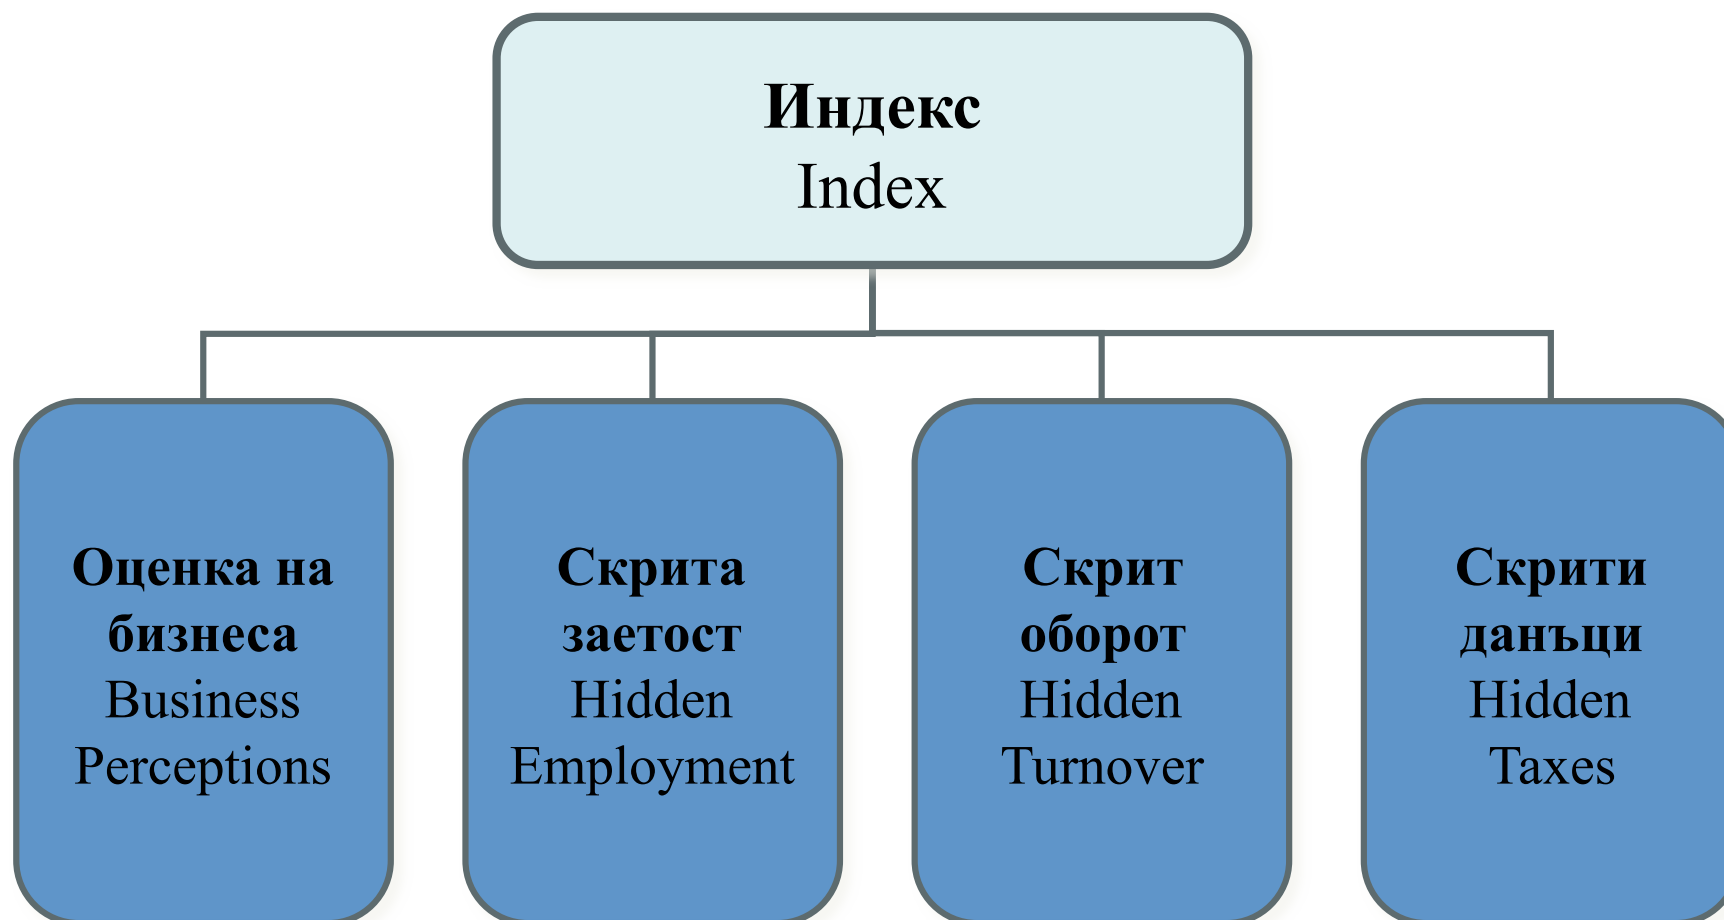 Индекс
Index
Оценка на
бизнеса
Business
Perceptions
Скрита
заетост
Hidden
Employment
Скрит
оборот
Hidden
Turnover
Скрити
данъци
Hidden
Taxes